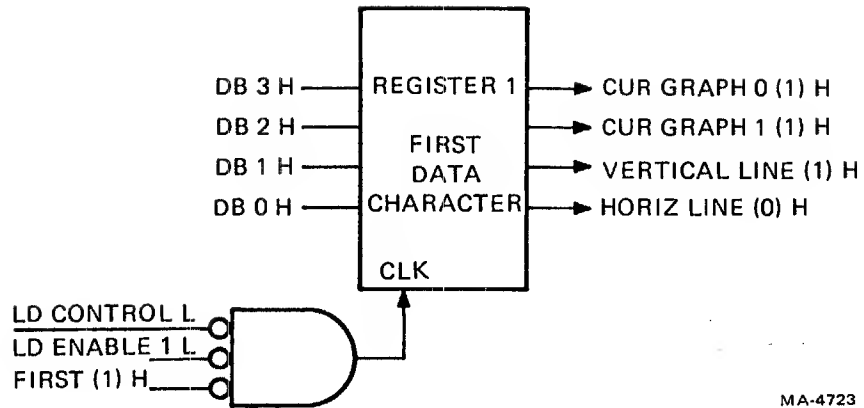 DB 3 H
REGISTER 1
CUR GRAPH 0 (1) H
DB 2 H
CUR GRAPH 1 (1) H
FIRST
DB 1 H
DATA
VERTICAL LINE (1) H
DB 0 H
CHARACTER
HORIZ LINE (0) H
CLK
LD CONTROL L
LD ENABLE 1 L
FIRST (1) H
MA-4723